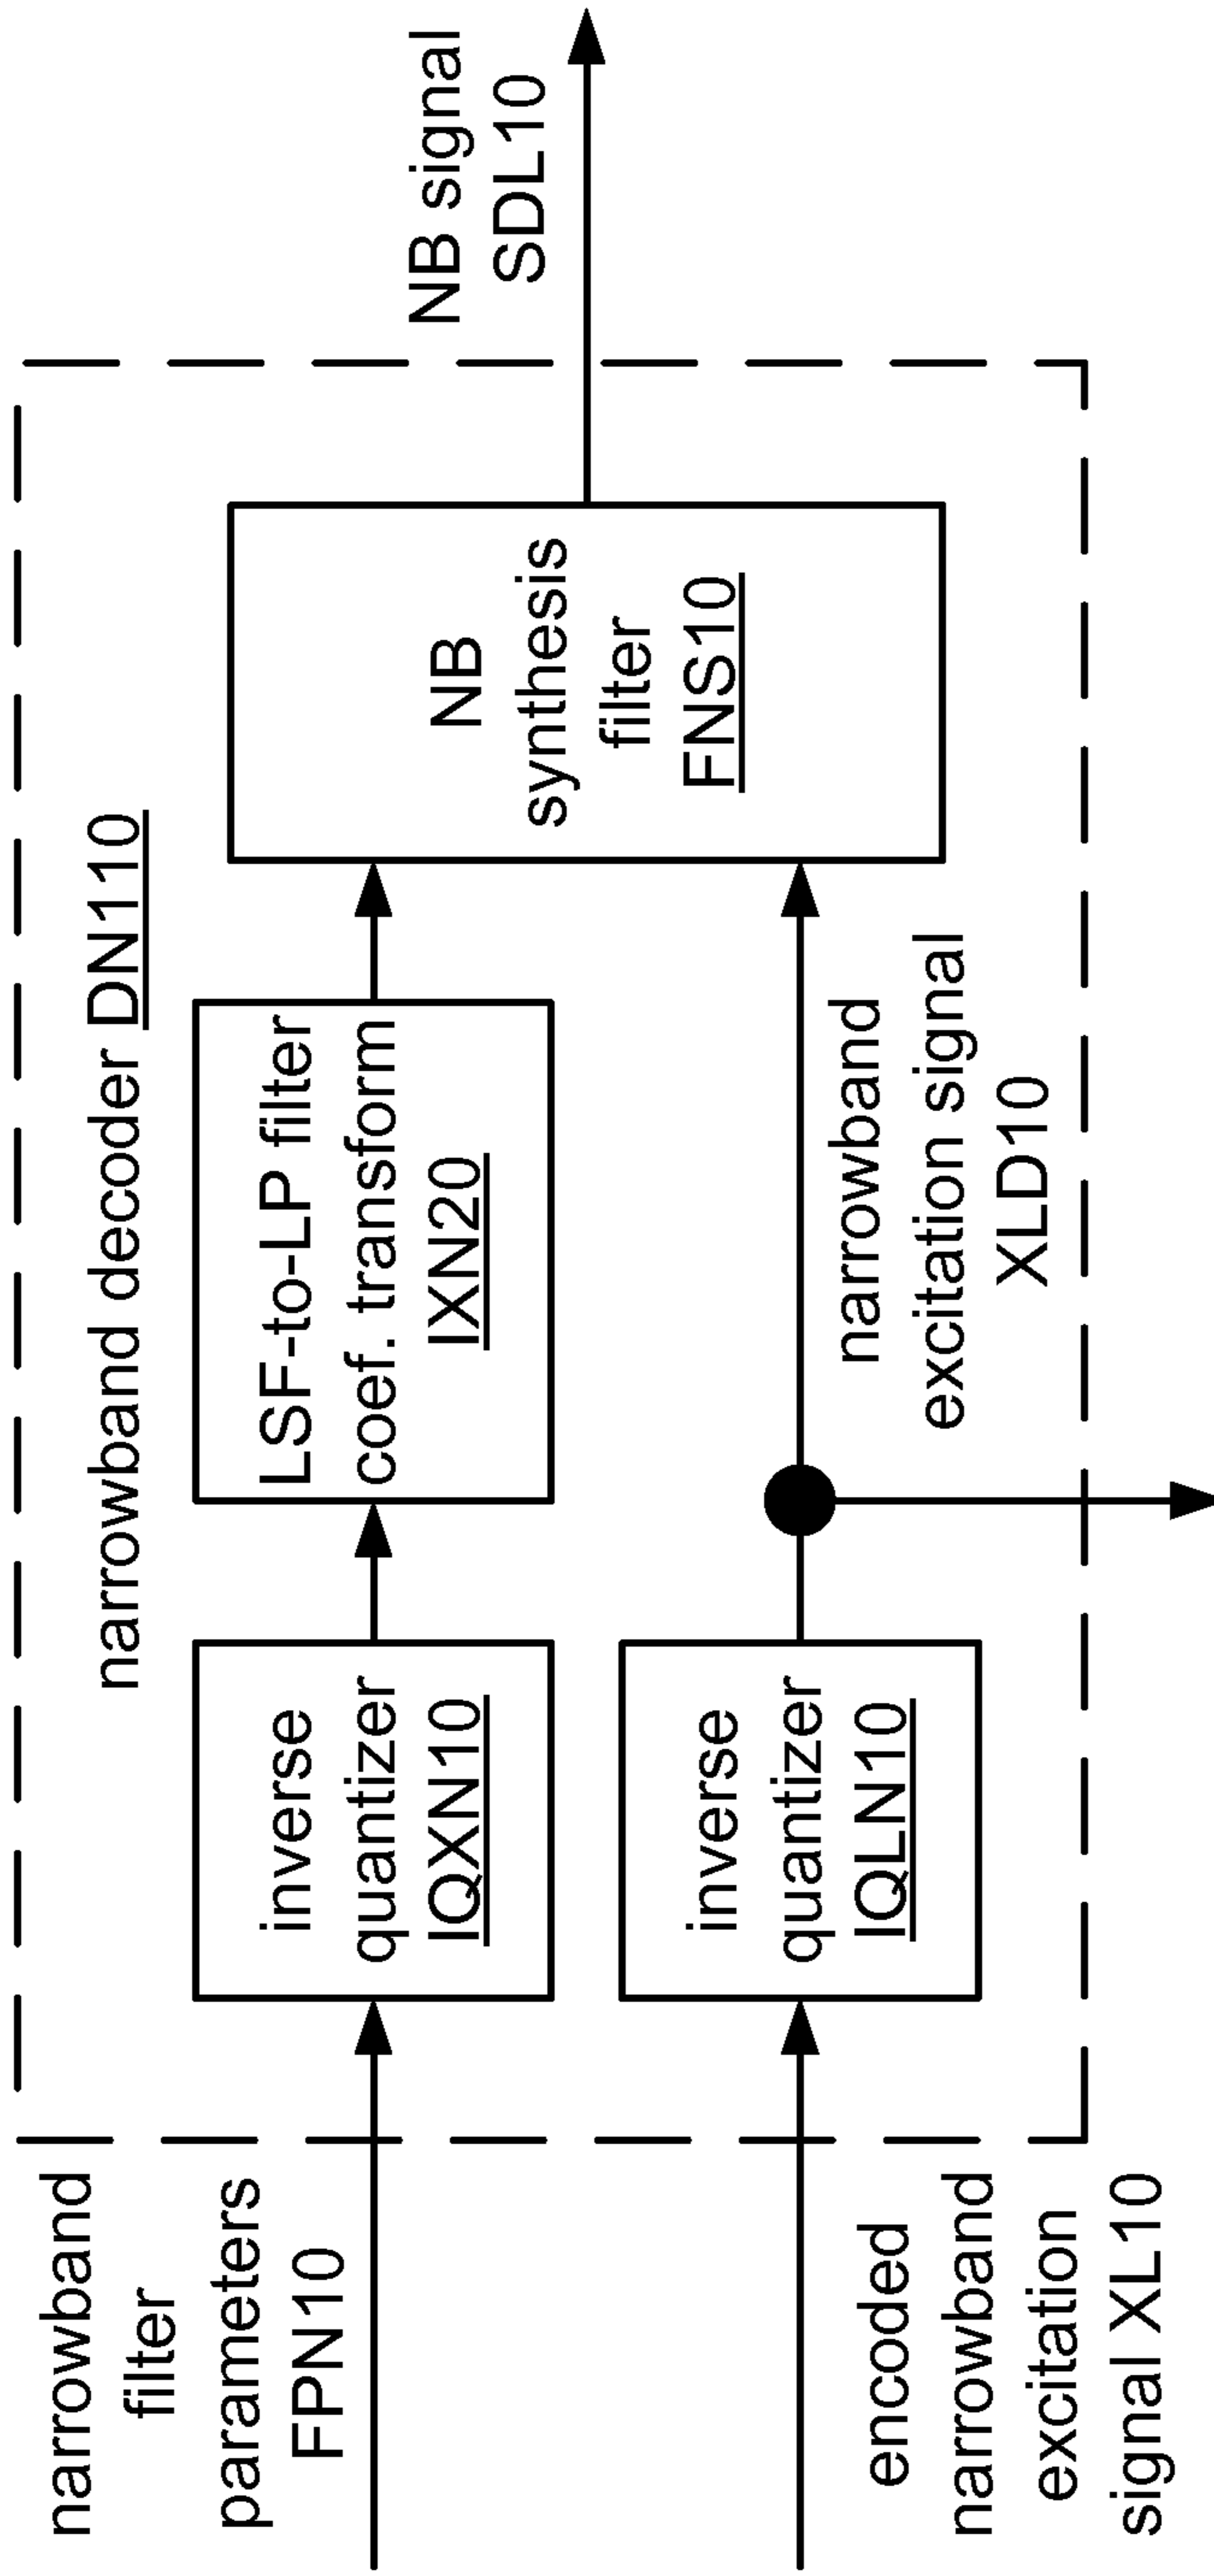 narrowband decoder DN110
narrowband
filter
parameters
FPN10
inverse
quantizer
IQXN10
LSF-to-LP filter
coef. transform
IXN20
NB
synthesis
filter
FNS10
NB signal
SDL10
encoded
narrowband
excitation
signal XL10
inverse
quantizer
IQLN10
narrowband
excitation signal
XLD10